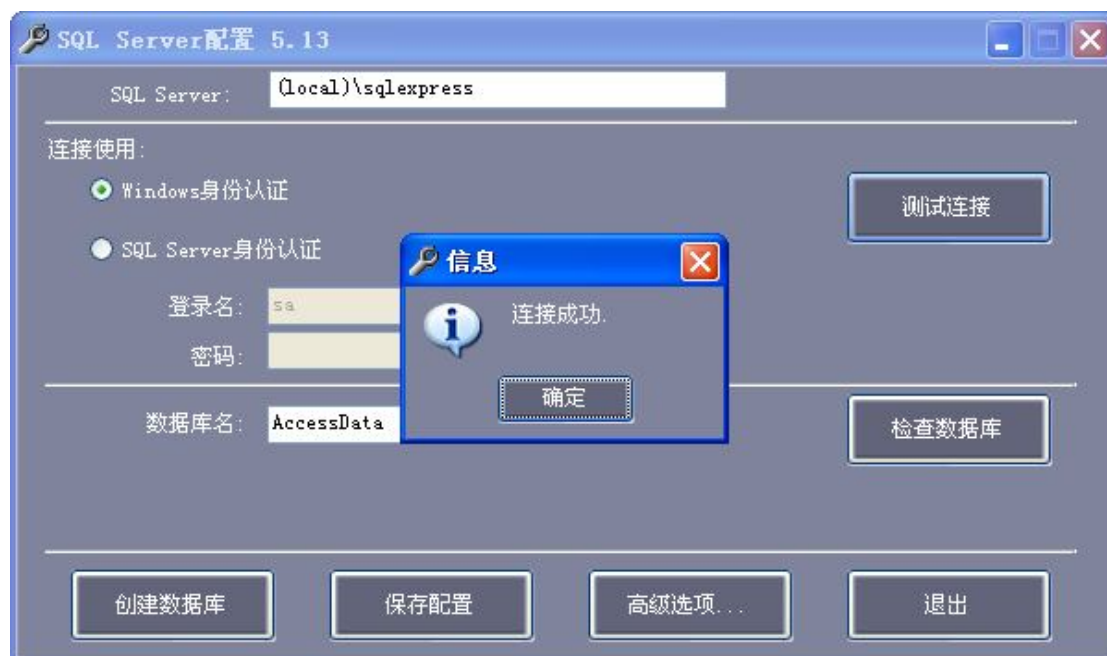 SQL Server配置 5.13
SQL Server:
(local)\sqlexpress
连接使用:
Windows身份认证
测试连接
SQL Server身份认证
信息
登录名:
sa
连接成功.
密码:
确定
数据库名:
AccessData
检查数据库
创建数据库
保存配置
高级选项...
退出